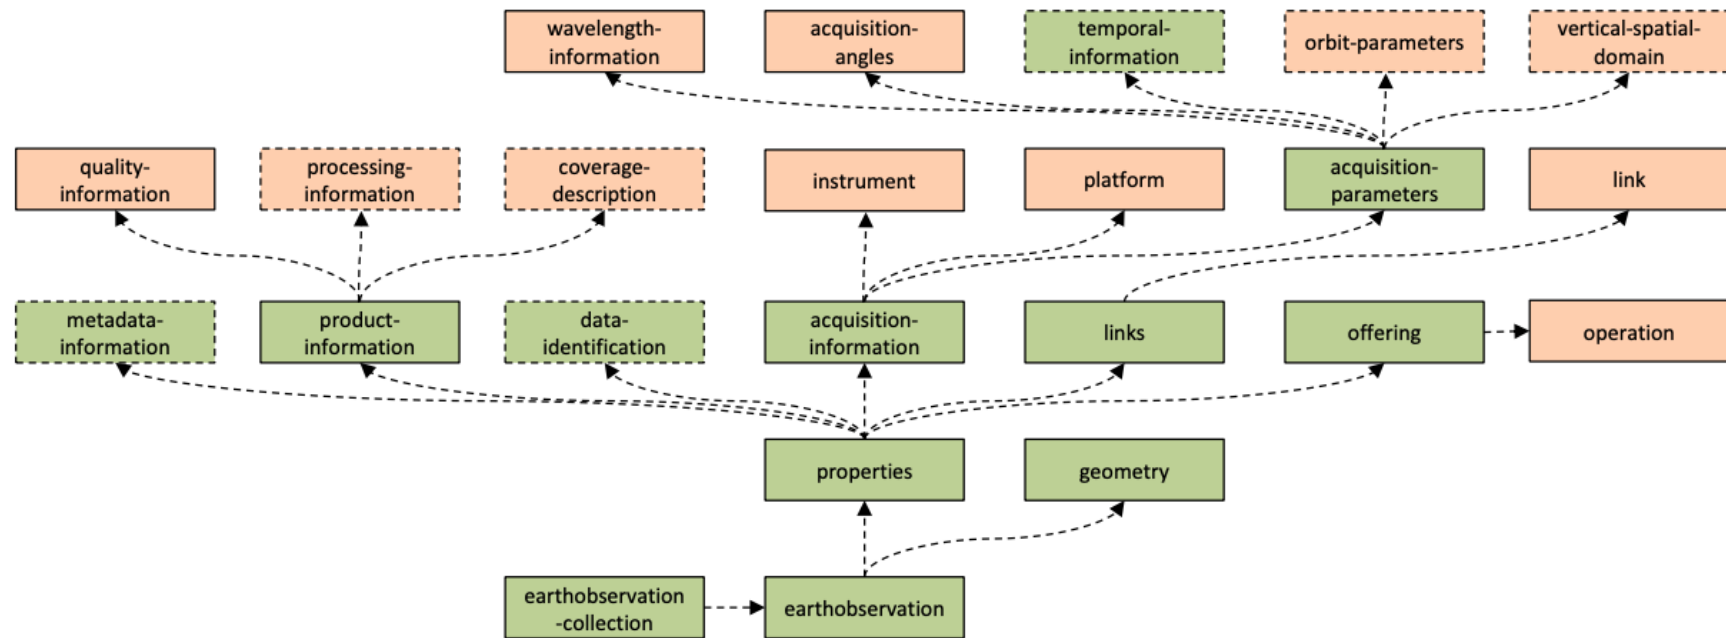 wavelength-
information
acquisition-
angles
temporal-
information
orbit-parameters
vertical-spatial-
domain
quality-
information
processing-
information
coverage-
description
instrument
platform
acquisition-
parameters
link
metadata-
information
product-
information
data-
identification
acquisition-
information
links
offering
operation
properties
geometry
earthobservation
-collection
earthobservation